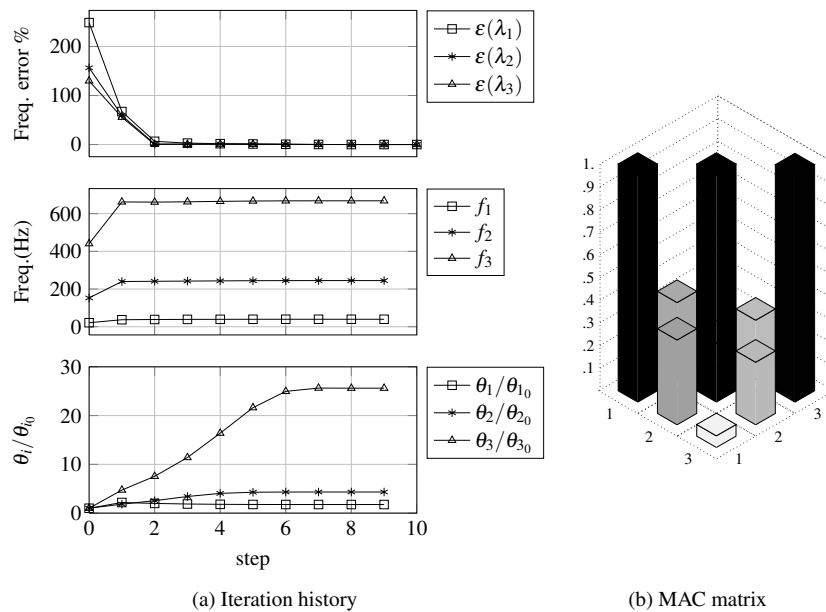 200
100
0
Freq. error %
ε(λ₁)
ε(λ₂)
ε(λ₃)
600
400
200
0
Freq.(Hz)
f₁
f₂
f₃
30
20
10
0
θᵢ/θᵢ₀
θ₁/θ₁₀
θ₂/θ₂₀
θ₃/θ₃₀
0 2 4 6 8 10
step
(a) Iteration history
1.
.9
.8
.7
.6
.5
.4
.3
.2
.1
1 2 3
1 2 3
(b) MAC matrix